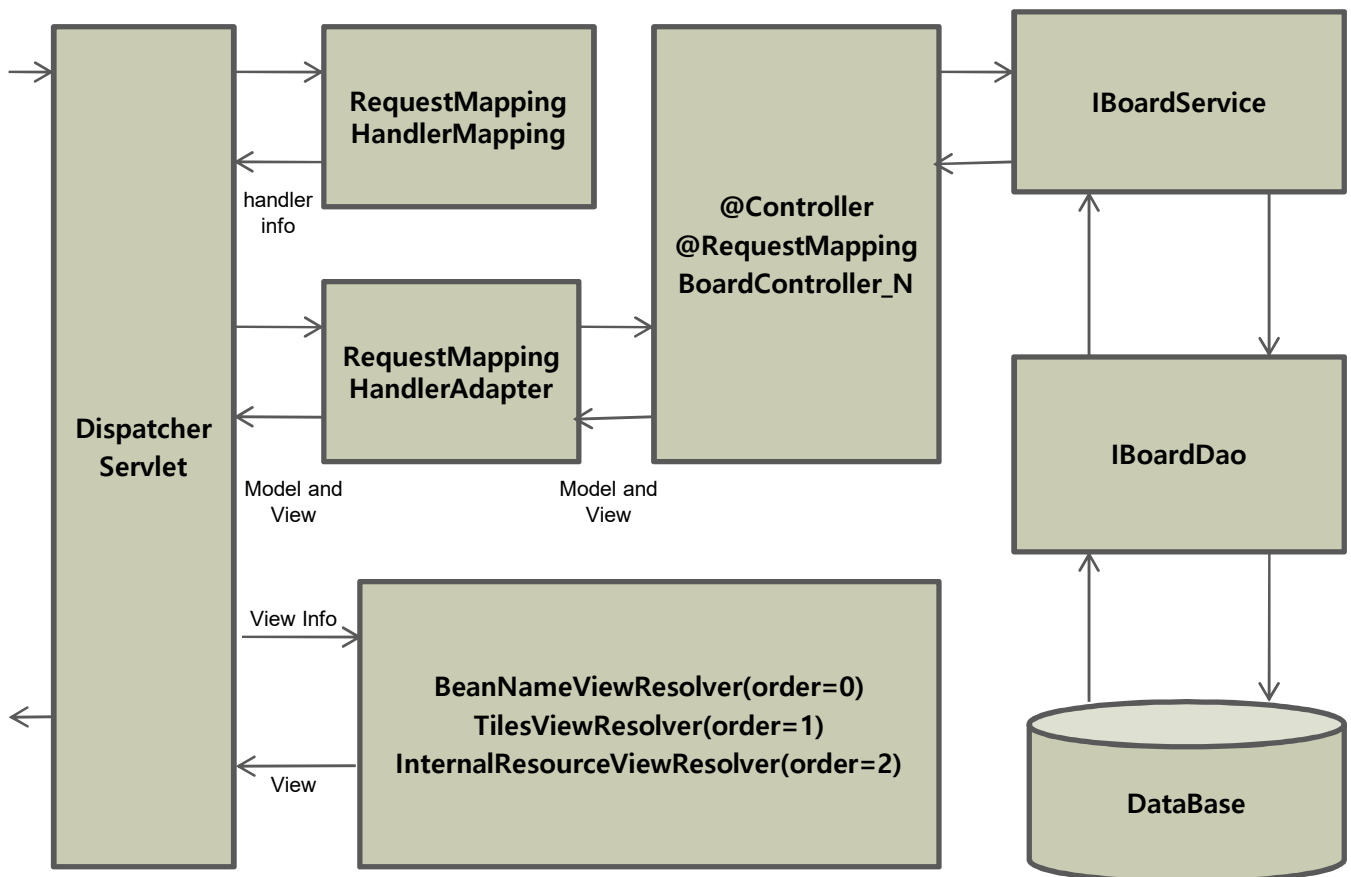 RequestMapping
HandlerMapping
IBoardService
handler
info
@Controller
@RequestMapping
BoardController_N
RequestMapping
HandlerAdapter
Dispatcher
Servlet
IBoardDao
Model and
View
Model and
View
View Info
BeanNameViewResolver(order=0)
TilesViewResolver(order=1)
InternalResourceViewResolver(order=2)
View
DataBase